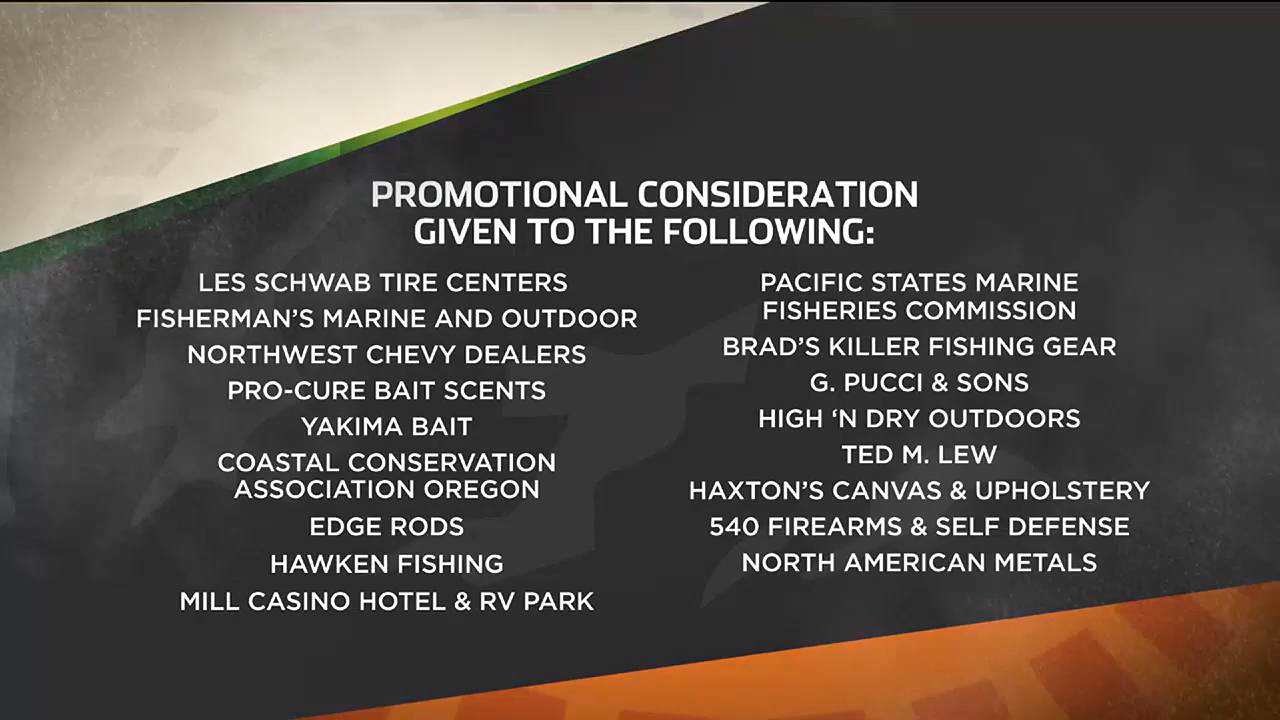 PROMOTIONAL CONSIDERATION
GIVEN TO THE FOLLOWING:
LES SCHWAB TIRE CENTERS
FISHERMAN’S MARINE AND OUTDOOR
NORTHWEST CHEVY DEALERS
PRO-CURE BAIT SCENTS
YAKIMA BAIT
COASTAL CONSERVATION
ASSOCIATION OREGON
EDGE RODS
HAWKEN FISHING
MILL CASINO HOTEL & RV PARK
PACIFIC STATES MARINE
FISHERIES COMMISSION
BRAD’S KILLER FISHING GEAR
G. PUCCI & SONS
HIGH ‘N DRY OUTDOORS
TED M. LEW
HAXTON’S CANVAS & UPHOLSTERY
540 FIREARMS & SELF DEFENSE
NORTH AMERICAN METALS